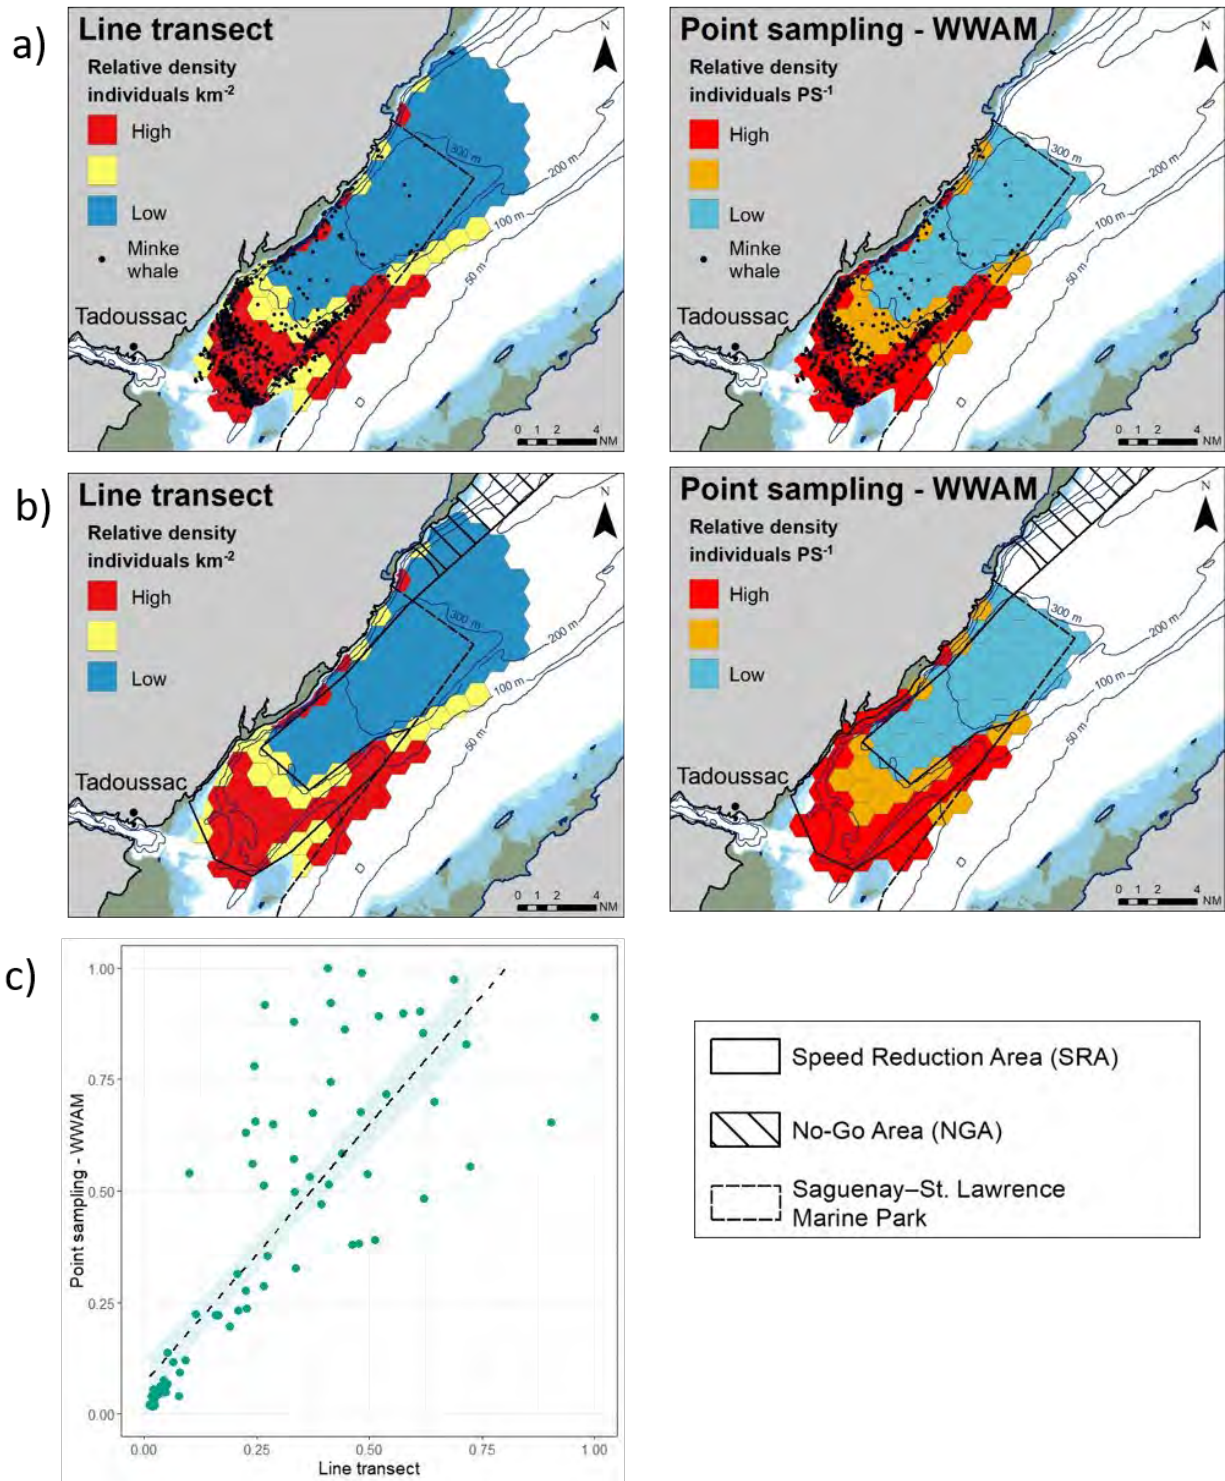 a)
Line transect
Relative density
individuals km-2
High
Low
Minke
whale
Tadoussac
N
300 m
200 m
100 m
50 m
0 1 2 4
NM
Point sampling - WWAM
Relative density
individuals PS-1
High
Low
Minke
whale
Tadoussac
N
300 m
200 m
100 m
50 m
0 1 2 4
NM
b)
Line transect
Relative density
individuals km-2
High
Low
Tadoussac
N
300 m
200 m
100 m
50 m
0 1 2 4
NM
Point sampling - WWAM
Relative density
individuals PS-1
High
Low
Tadoussac
N
300 m
200 m
100 m
50 m
0 1 2 4
NM
c)
Point sampling - WWAM
1.00
0.75
0.50
0.25
0.00
0.00 0.25 0.50 0.75 1.00
Line transect
Speed Reduction Area (SRA)
No-Go Area (NGA)
Saguenay–St. Lawrence
Marine Park